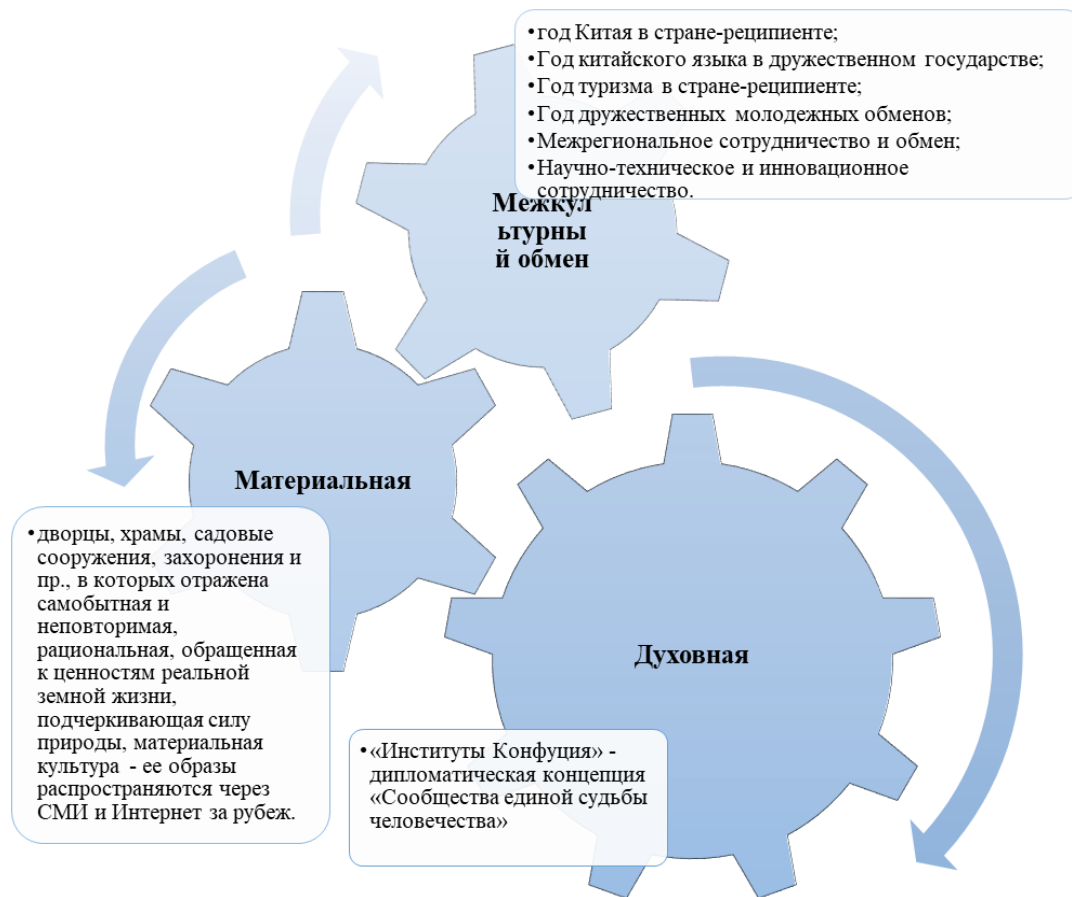 •год Китая в стране-реципиенте;
•Год китайского языка в дружественном государстве;
•Год туризма в стране-реципиенте;
•Год дружественных молодежных обменов;
•Межрегиональное сотрудничество и обмен;
•Научно-техническое и инновационное
сотрудничество.
Межкул
ьтурны
й обмен
Материальная
•дворцы, храмы, садовые
сооружения, захоронения и
пр., в которых отражена
самобытная и
неповторимая,
рациональная, обращенная
к ценностям реальной
земной жизни,
подчеркивающая силу
природы, материальная
культура - ее образы
распространяются через
СМИ и Интернет за рубеж.
Духовная
•«Институты Конфуция» -
дипломатическая концепция
«Сообщества единой судьбы
человечества»